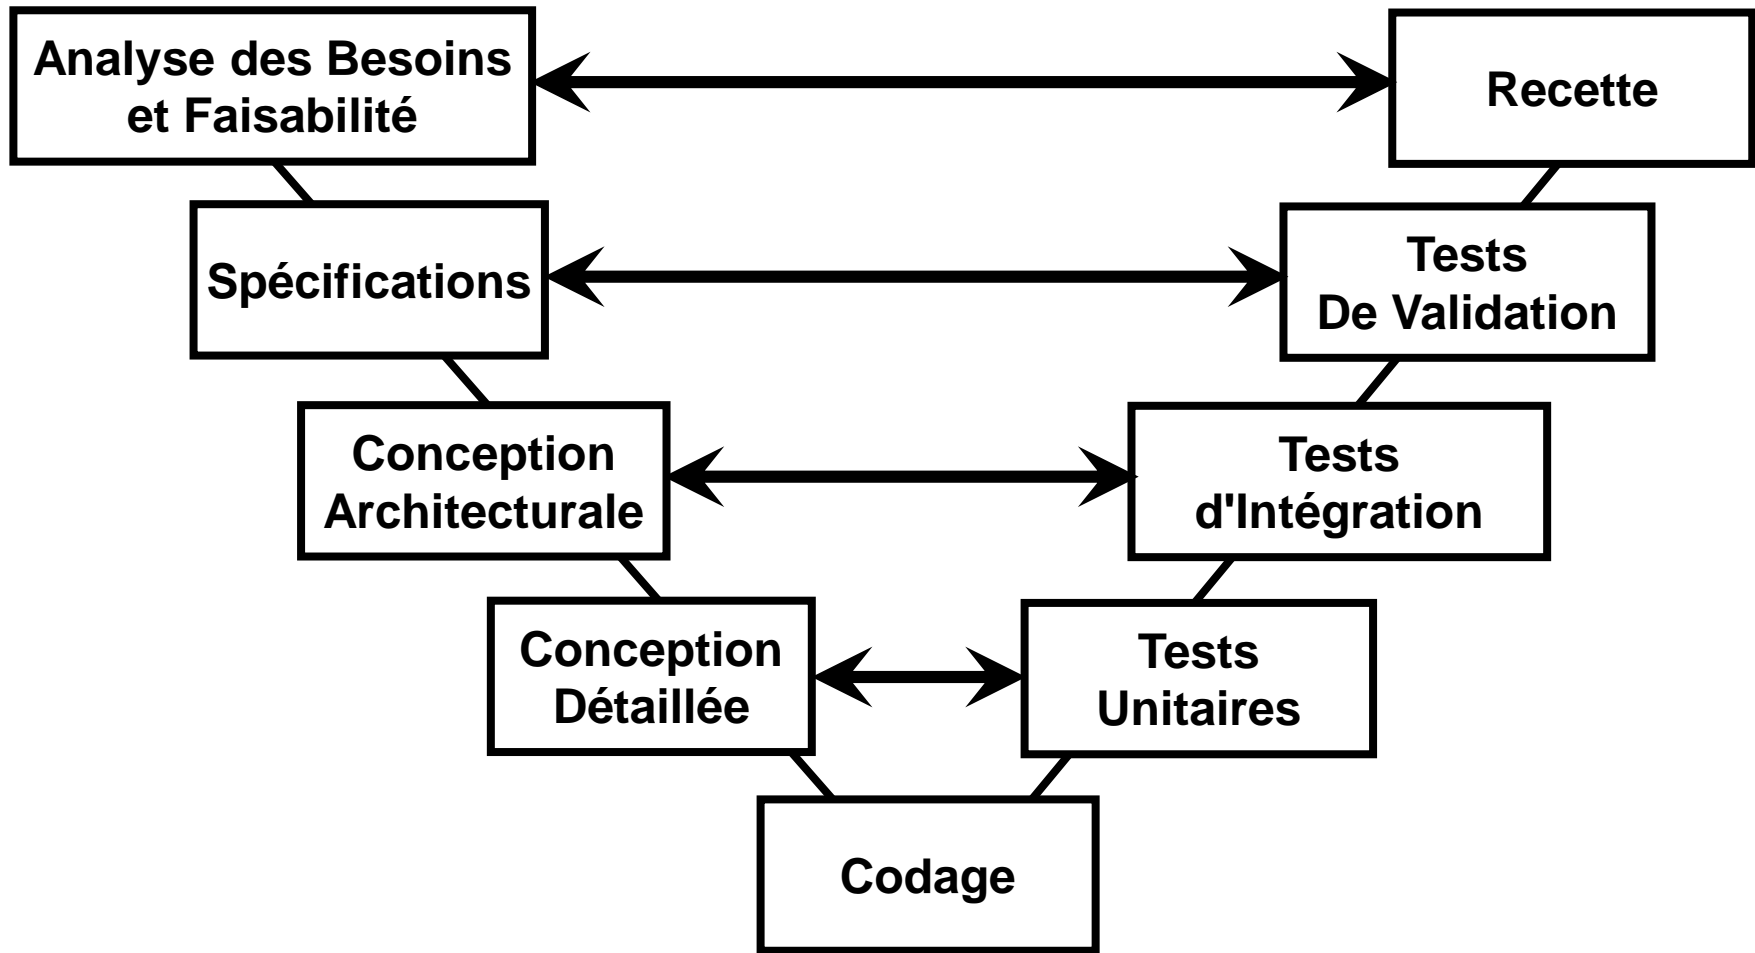 Analyse des Besoins
et Faisabilité
Recette
Spécifications
Tests
De Validation
Conception
Architecturale
Tests
d'Intégration
Conception
Détaillée
Tests
Unitaires
Codage